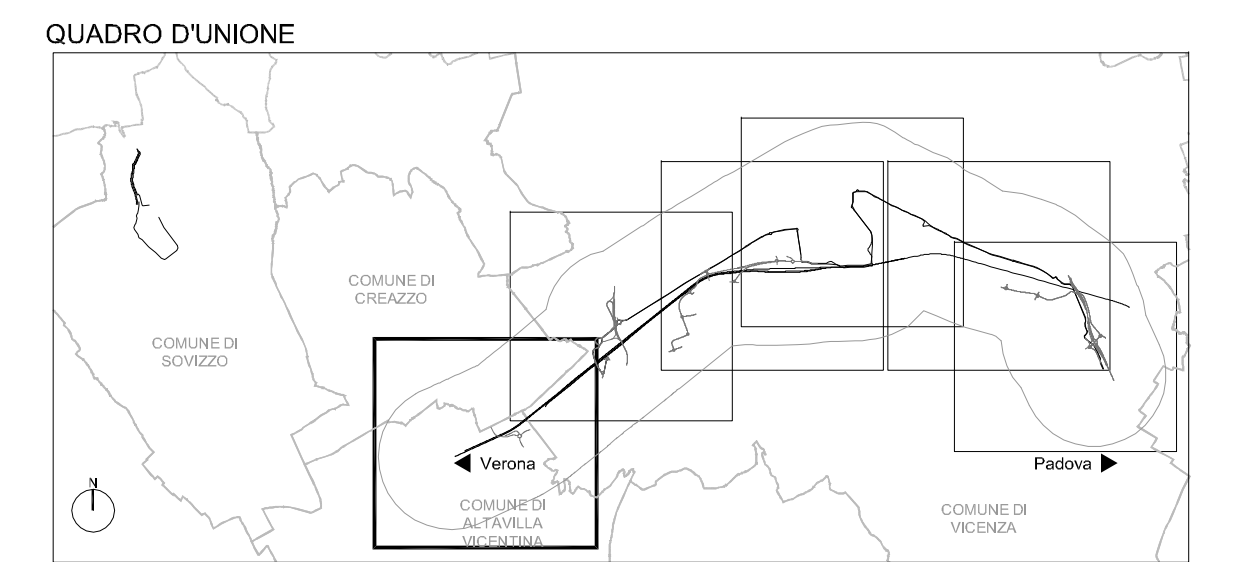 QUADRO D'UNIONE
COMUNE DI
CREAZZO
COMUNE DI
SOVIZZO
Verona
Padova
N
COMUNE DI
ALTAVILLA
VICENTINA
COMUNE DI
VICENZA